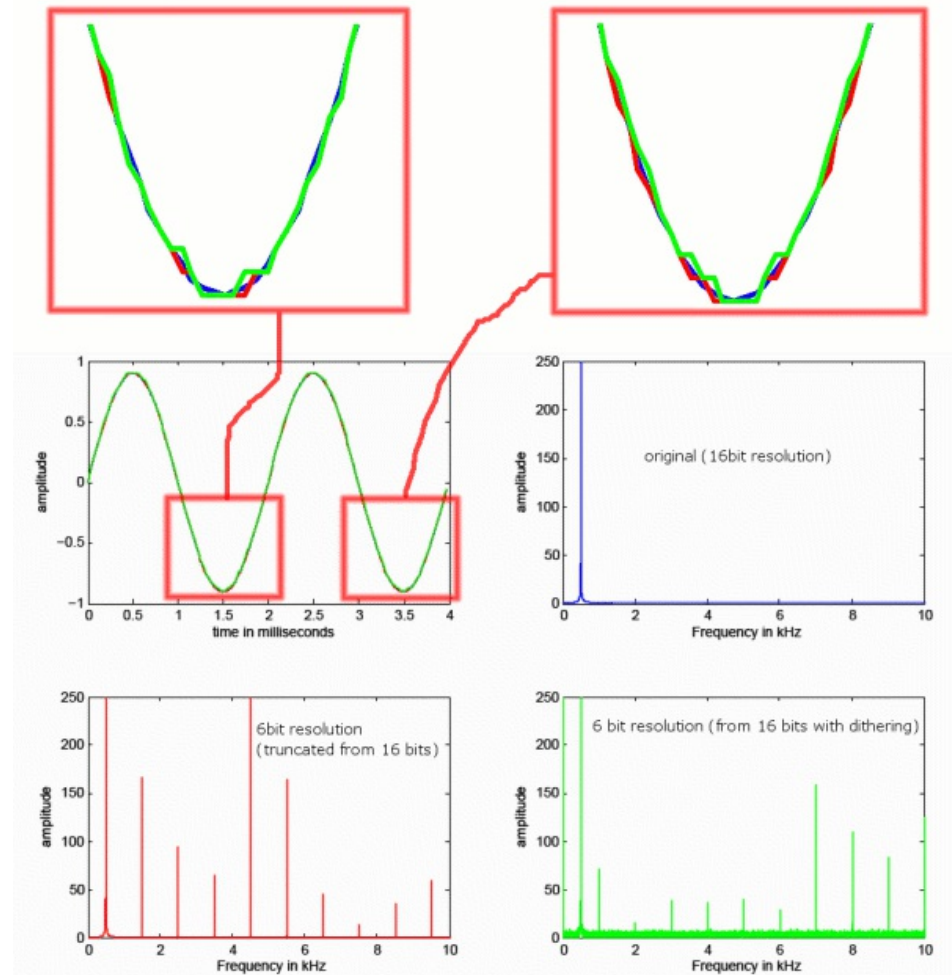 1
0.5
0
−0.5
−1
amplitude
0 0.5 1 1.5 2 2.5 3 3.5 4
time in milliseconds
250
200
150
100
50
0
amplitude
original (16bit resolution)
0 2 4 6 8 10
Frequency in kHz
250
200
150
100
50
0
amplitude
6bit resolution
(truncated from 16 bits)
0 2 4 6 8 10
Frequency in kHz
250
200
150
100
50
0
amplitude
6 bit resolution (from 16 bits with dithering)
0 2 4 6 8 10
Frequency in kHz